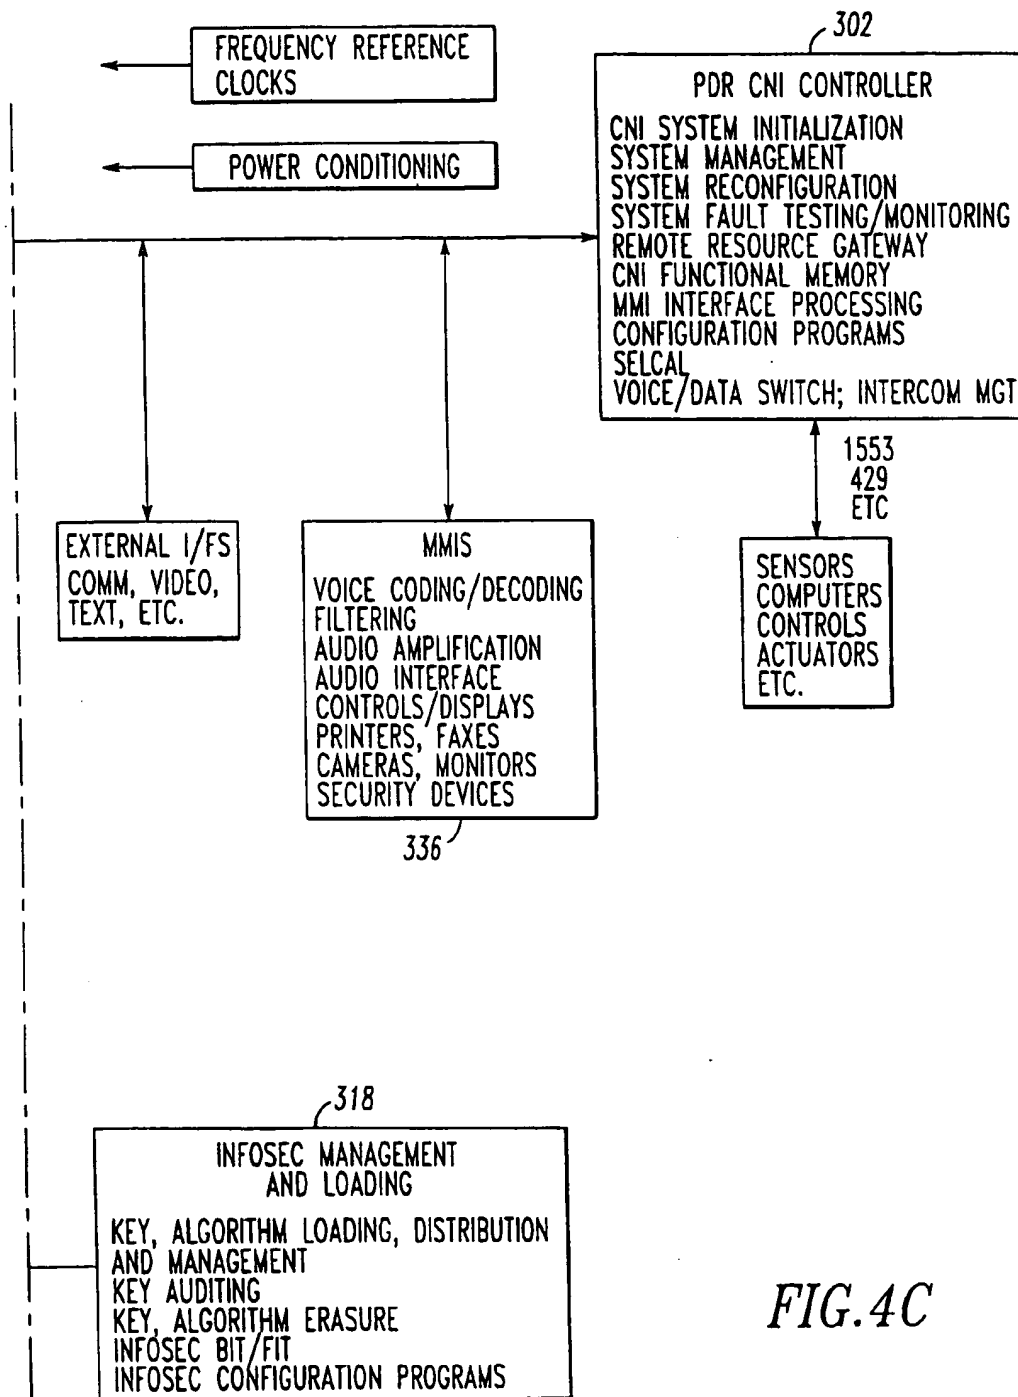 302
FREQUENCY REFERENCE
CLOCKS
POWER CONDITIONING
PDR CNI CONTROLLER
CNI SYSTEM INITIALIZATION
SYSTEM MANAGEMENT
SYSTEM RECONFIGURATION
SYSTEM FAULT TESTING/MONITORING
REMOTE RESOURCE GATEWAY
CNI FUNCTIONAL MEMORY
MMI INTERFACE PROCESSING
CONFIGURATION PROGRAMS
SELCAL
VOICE/DATA SWITCH; INTERCOM MGT
1553
429
ETC
EXTERNAL I/FS
COMM, VIDEO,
TEXT, ETC.
MMIS
VOICE CODING/DECODING
FILTERING
AUDIO AMPLIFICATION
AUDIO INTERFACE
CONTROLS/DISPLAYS
PRINTERS, FAXES
CAMERAS, MONITORS
SECURITY DEVICES
336
SENSORS
COMPUTERS
CONTROLS
ACTUATORS
ETC.
318
INFOSEC MANAGEMENT
AND LOADING
KEY, ALGORITHM LOADING, DISTRIBUTION
AND MANAGEMENT
KEY AUDITING
KEY, ALGORITHM ERASURE
INFOSEC BIT/FIT
INFOSEC CONFIGURATION PROGRAMS
FIG.4C